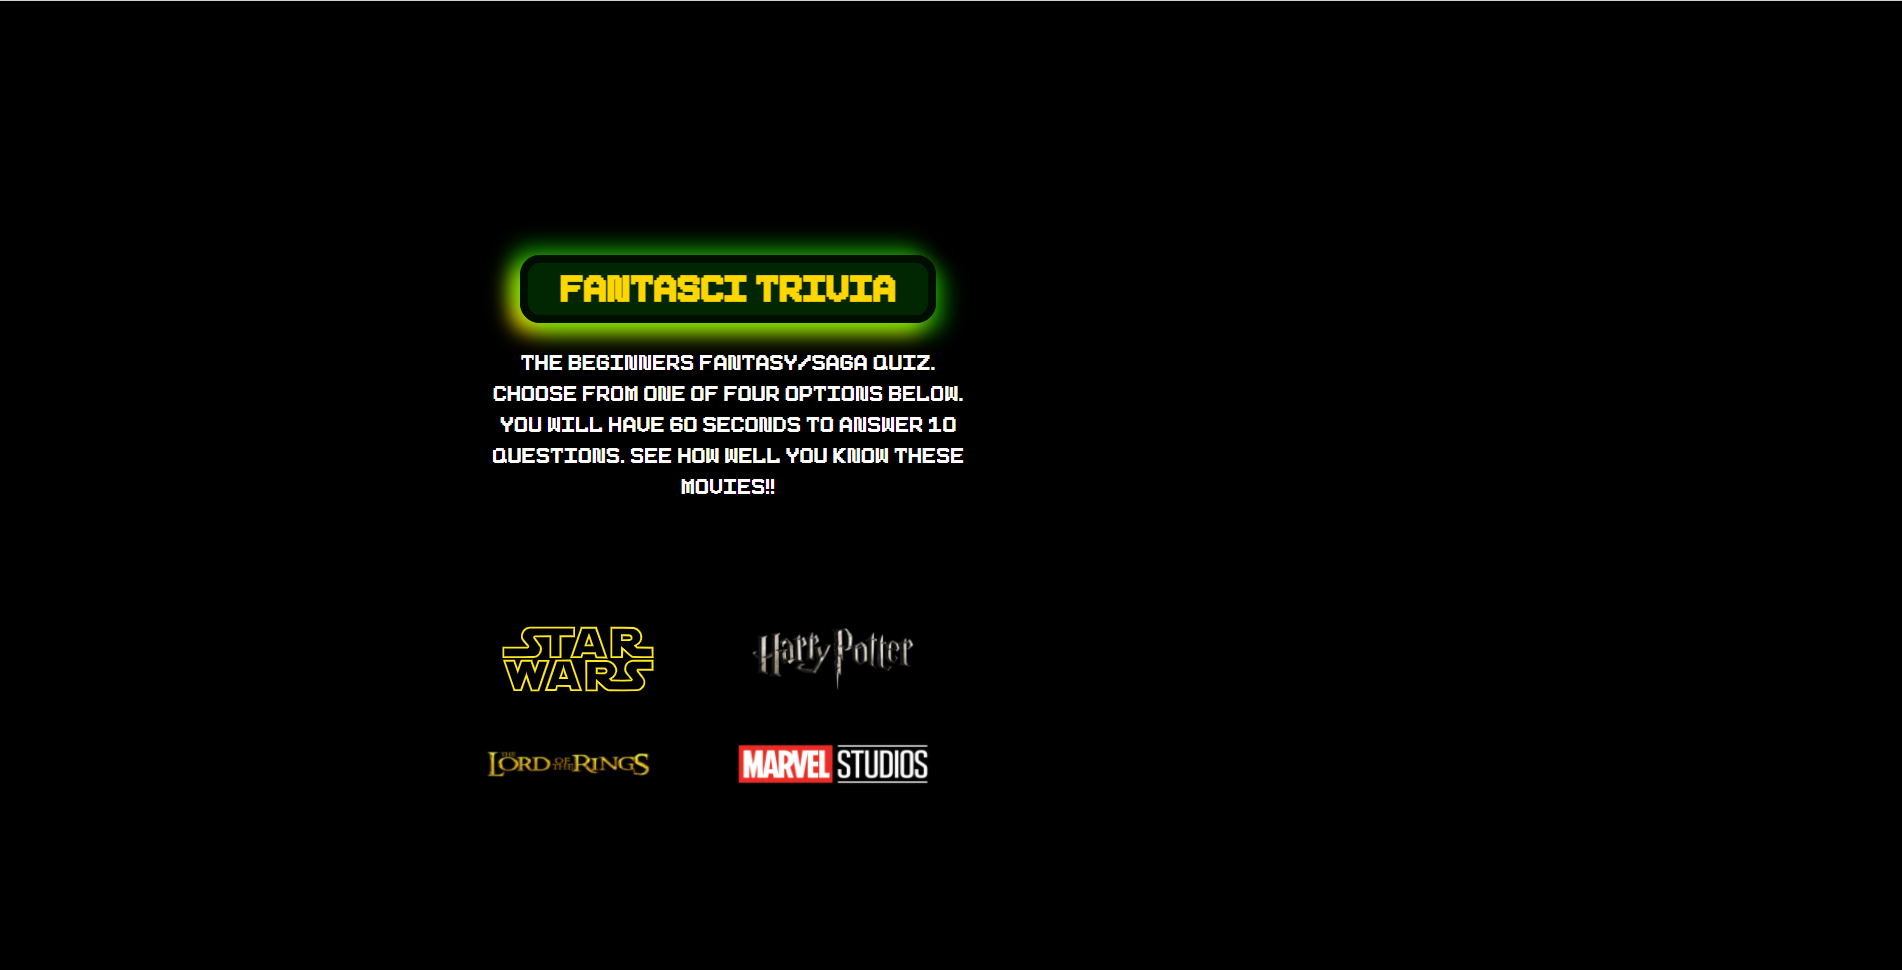 FANTASCI TRIVIA
THE BEGINNERS FANTASY/SAGA QUIZ.
CHOOSE FROM ONE OF FOUR OPTIONS BELOW.
YOU WILL HAVE 60 SECONDS TO ANSWER 10
QUESTIONS. SEE HOW WELL YOU KNOW THESE
MOVIES!!
STAR
WARS
Harry Potter
THE LORD OF THE RINGS
MARVEL STUDIOS